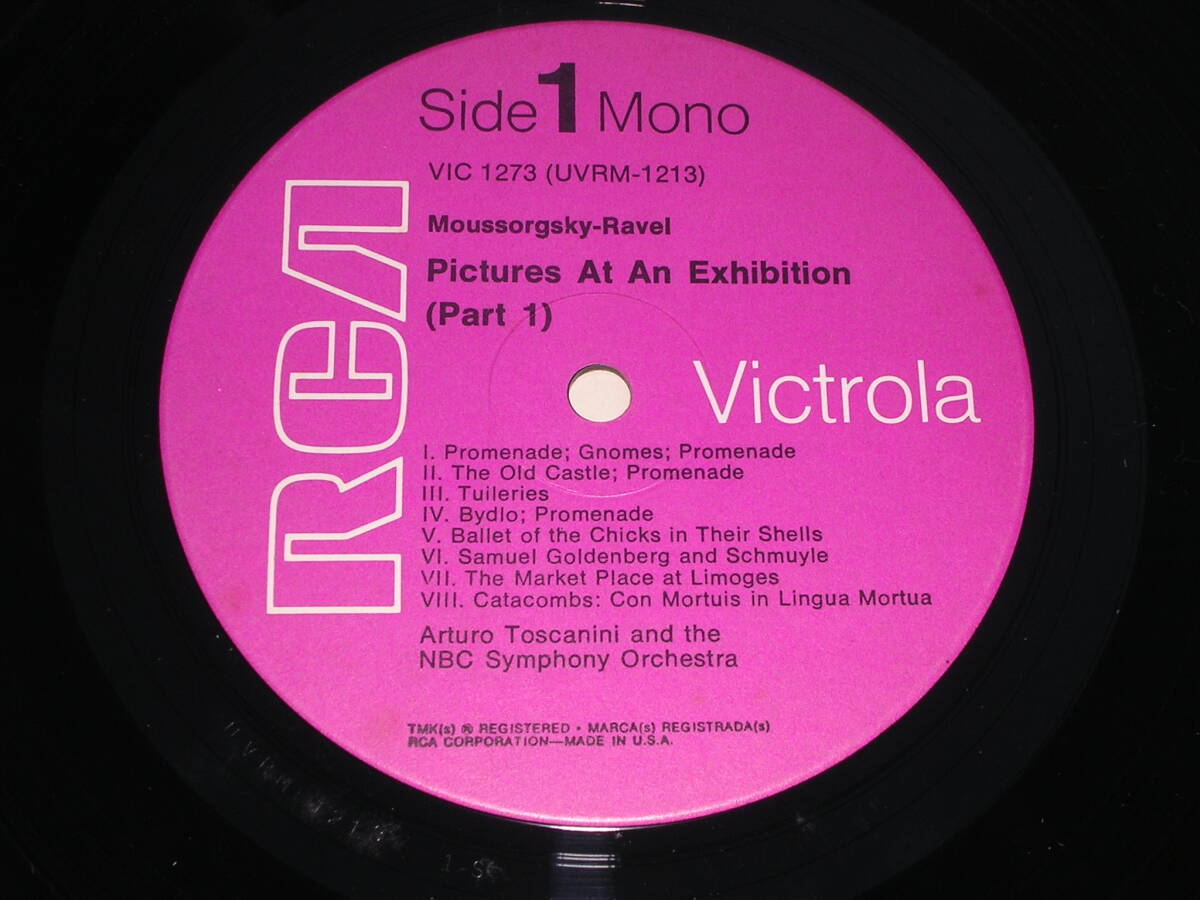 Side 1 Mono
VIC 1273 (UVRM-1213)
Moussorgsky-Ravel
Pictures At An Exhibition
(Part 1)
RCA
Victrola
I. Promenade; Gnomes; Promenade
II. The Old Castle; Promenade
III. Tuileries
IV. Bydlo; Promenade
V. Ballet of the Chicks in Their Shells
VI. Samuel Goldenberg and Schmuyle
VII. The Market Place at Limoges
VIII. Catacombs: Con Mortuis in Lingua Mortua
Arturo Toscanini and the
NBC Symphony Orchestra
TMK(s) ® REGISTERED • MARCA(s) REGISTRADA(s)
RCA CORPORATION—MADE IN U.S.A.